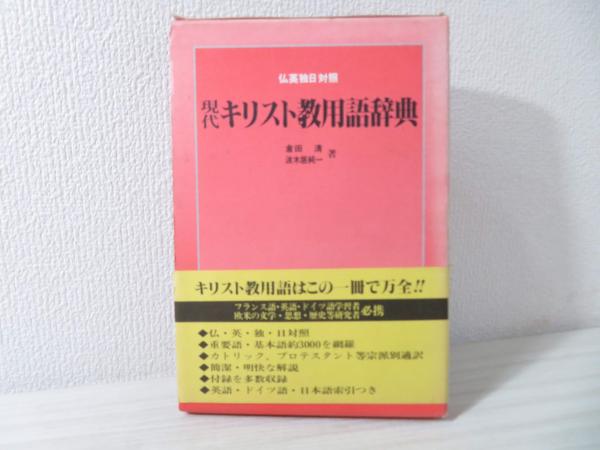 仏英独日対照
現代キリスト教用語辞典
倉田 清
波木居純一 著
キリスト教用語はこの一冊で万全!!
フランス語・英語・ドイツ語学習者
欧米の文学・思想・歴史等研究者 必携
◆仏・英・独・日対照
◆重要語・基本語約3000を網羅
◆カトリック、プロテスタント等宗派別適訳
◆簡潔・明快な解説
◆付録を多数収録
◆英語・ドイツ語・日本語索引つき